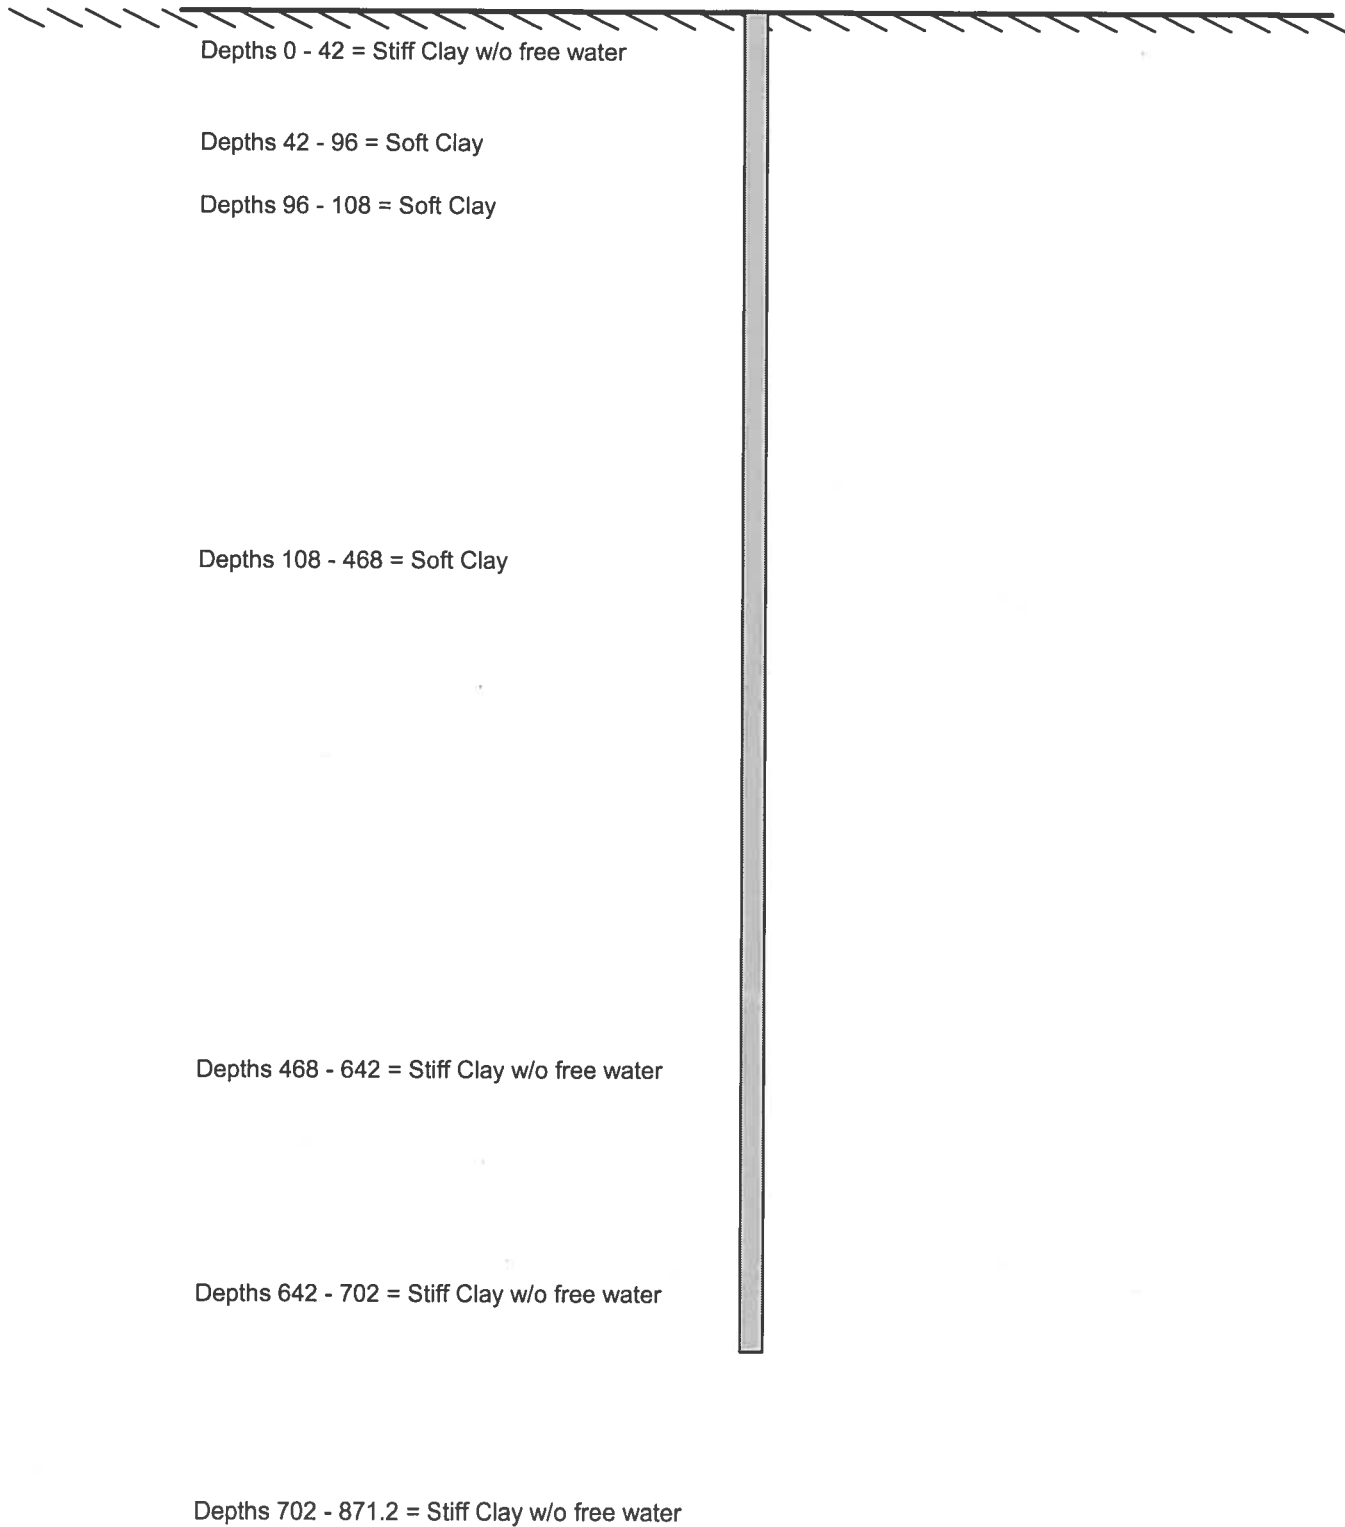 Depths 0 - 42 = Stiff Clay w/o free water
Depths 42 - 96 = Soft Clay
Depths 96 - 108 = Soft Clay
Depths 108 - 468 = Soft Clay
Depths 468 - 642 = Stiff Clay w/o free water
Depths 642 - 702 = Stiff Clay w/o free water
Depths 702 - 871.2 = Stiff Clay w/o free water